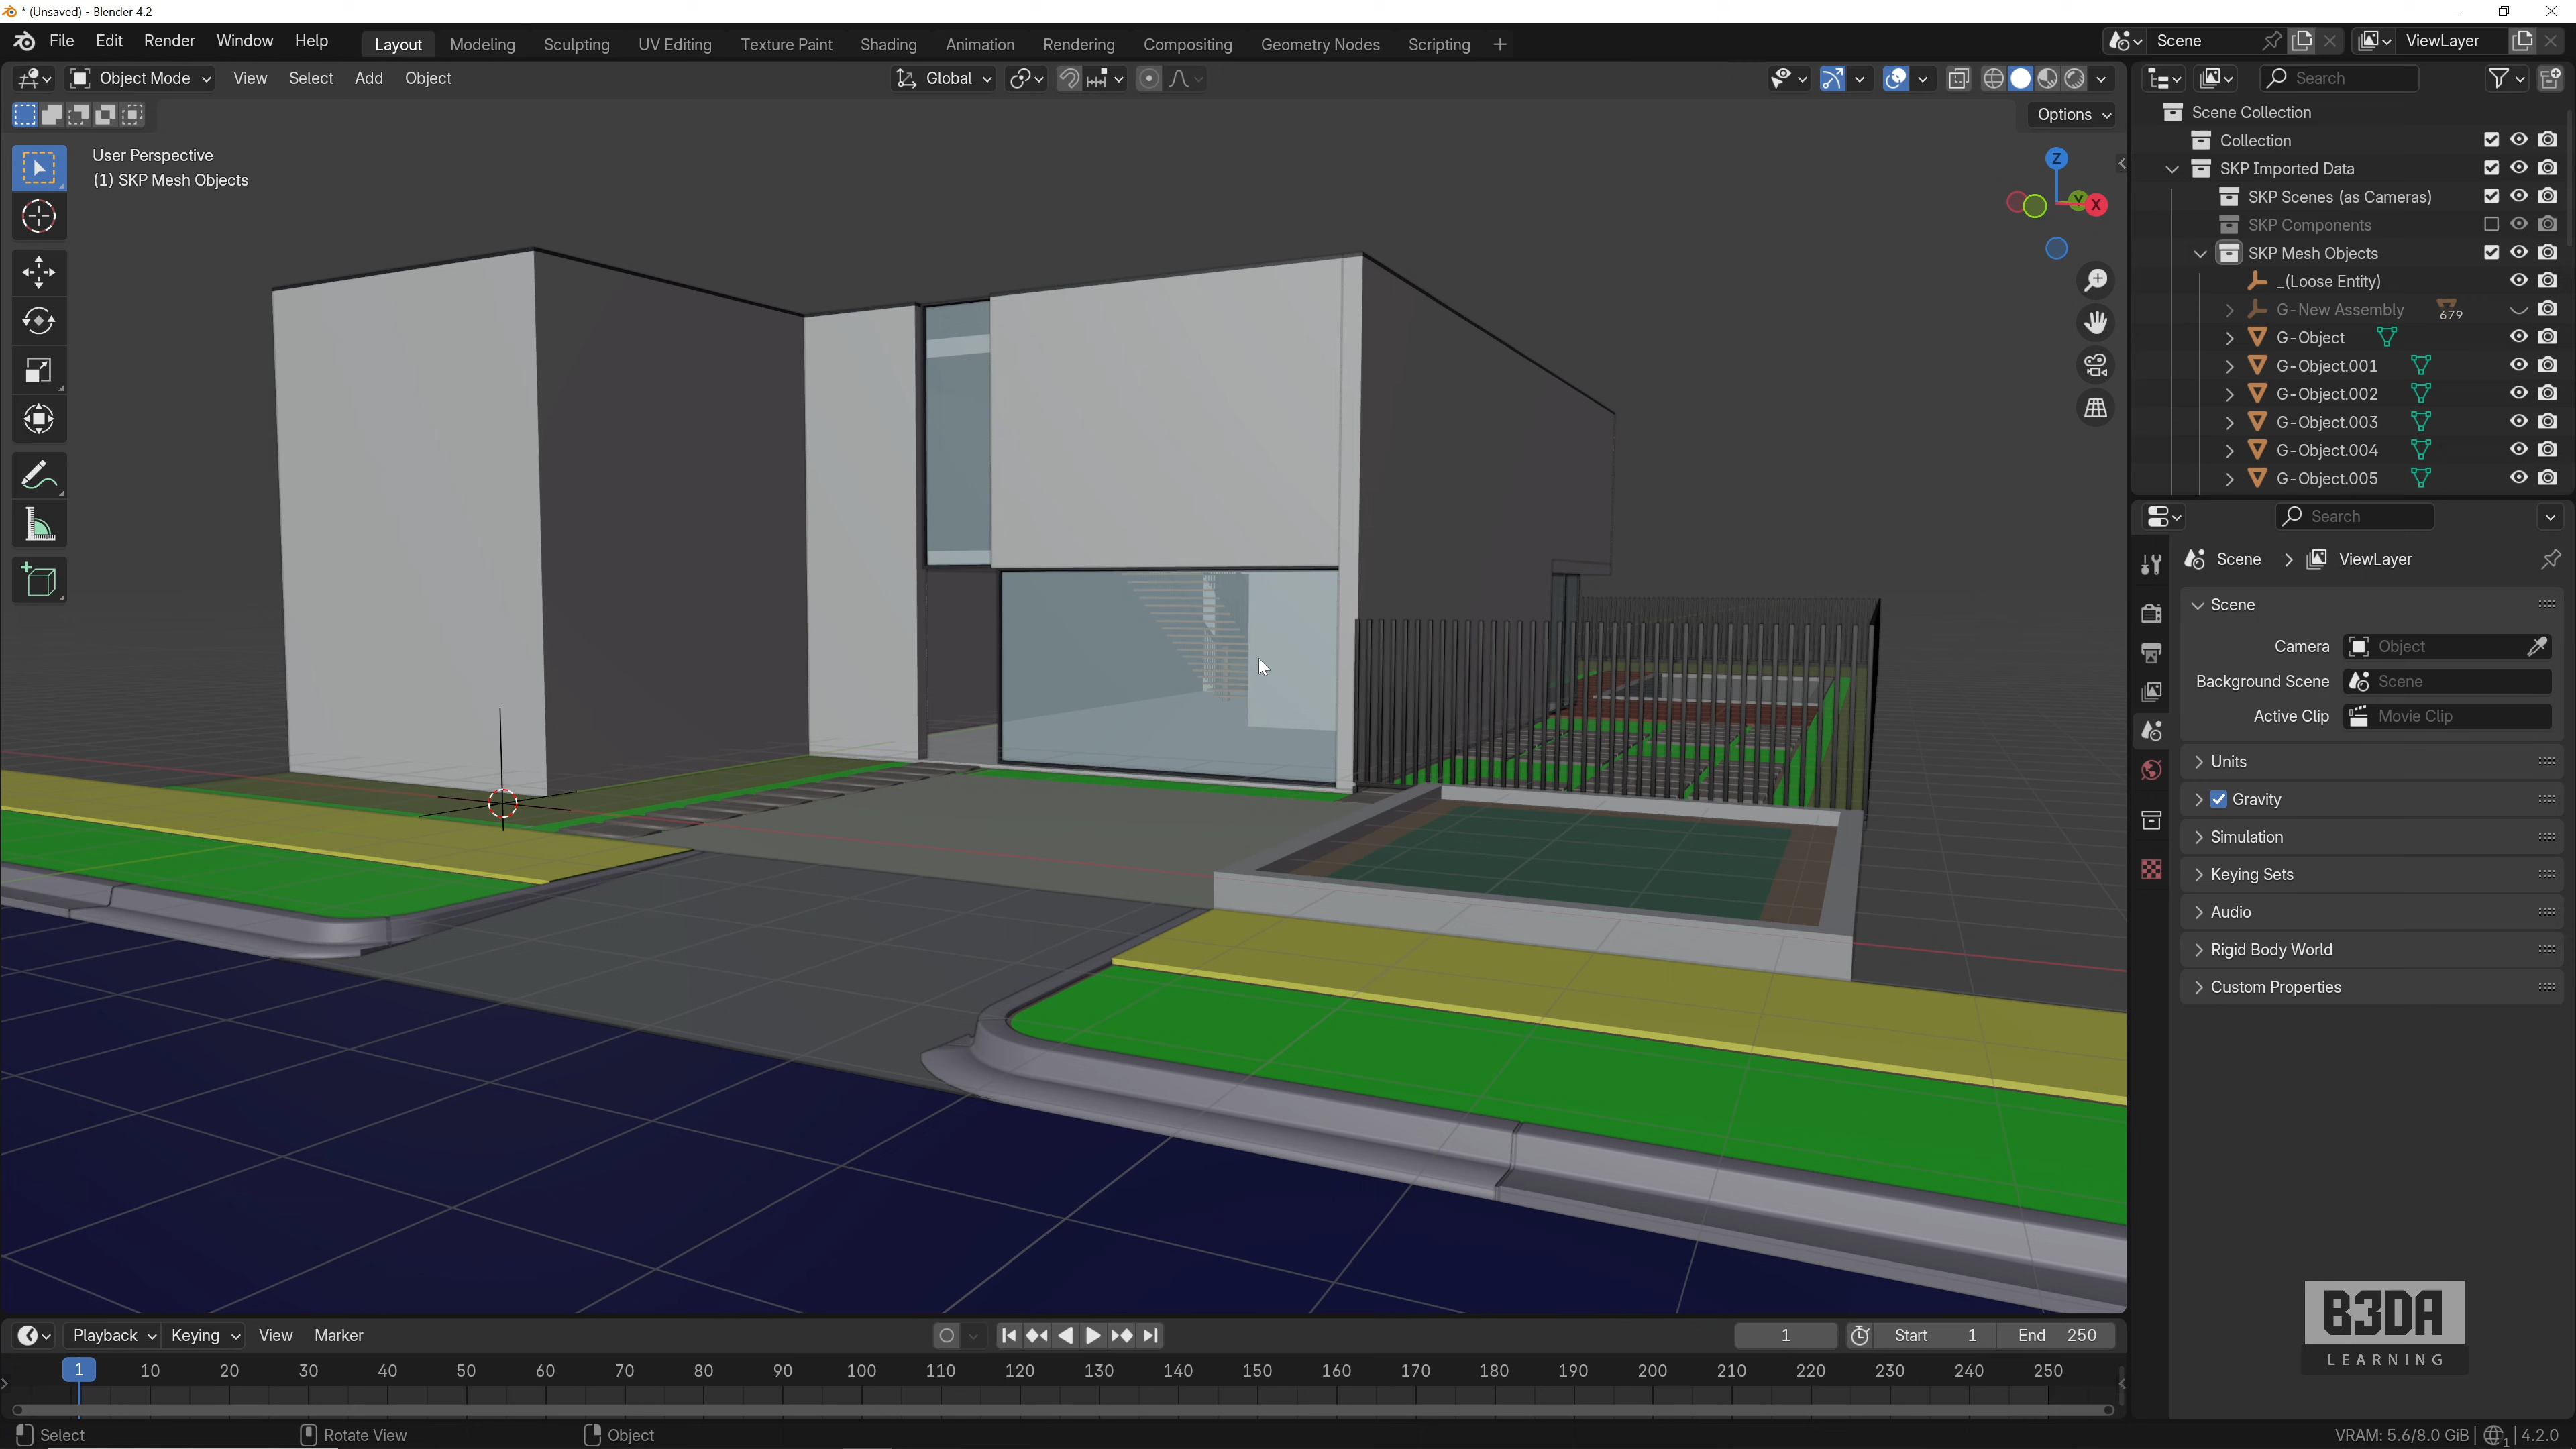 * (Unsaved) - Blender 4.2
File Edit Render Window Help Layout Modeling Sculpting UV Editing Texture Paint Shading Animation Rendering Compositing Geometry Nodes Scripting + Scene ViewLayer
Object Mode View Select Add Object Global Search
Options
User Perspective
(1) SKP Mesh Objects
Z
Y
X
Scene Collection
Collection
SKP Imported Data
SKP Scenes (as Cameras)
SKP Components
SKP Mesh Objects
_(Loose Entity)
G-New Assembly 679
G-Object
G-Object.001
G-Object.002
G-Object.003
G-Object.004
G-Object.005
Search
Scene > ViewLayer
Scene
Camera Object
Background Scene Scene
Active Clip Movie Clip
Units
Gravity
Simulation
Keying Sets
Audio
Rigid Body World
Custom Properties
B3DA
LEARNING
Playback Keying View Marker 1 Start 1 End 250
1 10 20 30 40 50 60 70 80 90 100 110 120 130 140 150 160 170 180 190 200 210 220 230 240 250
Select Rotate View Object VRAM: 5.6/8.0 GiB | 1 | 4.2.0